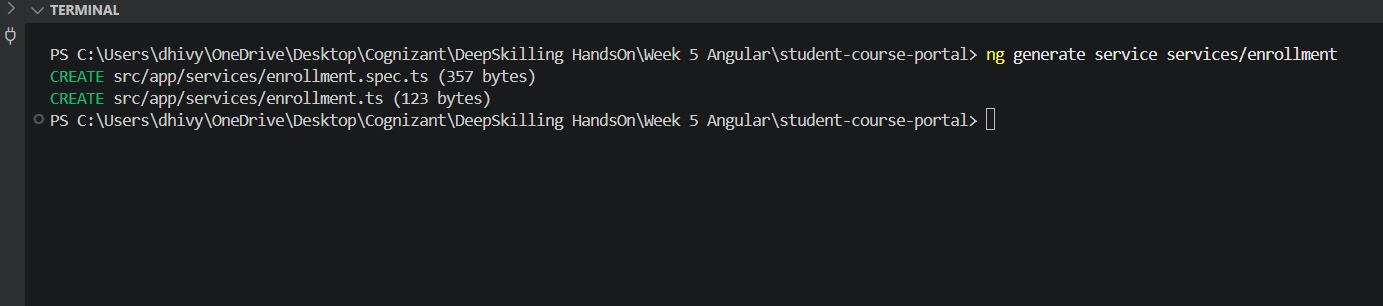 TERMINAL
PS C:\Users\dhivy\OneDrive\Desktop\Cognizant\DeepSkilling HandsOn\Week 5 Angular\student-course-portal> ng generate service services/enrollment
CREATE src/app/services/enrollment.spec.ts (357 bytes)
CREATE src/app/services/enrollment.ts (123 bytes)
PS C:\Users\dhivy\OneDrive\Desktop\Cognizant\DeepSkilling HandsOn\Week 5 Angular\student-course-portal>